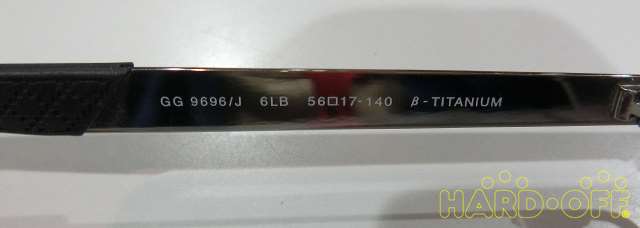 GG 9696/J 6LB 56□17-140 β-TITANIUM
HARD·OFF